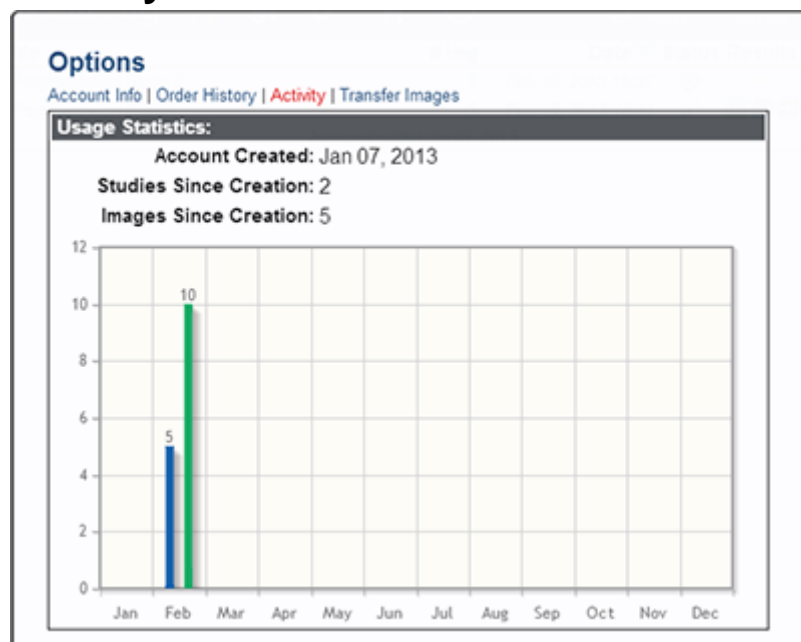 Options
Account Info | Order History | Activity | Transfer Images
Usage Statistics:
Account Created: Jan 07, 2013
Studies Since Creation: 2
Images Since Creation: 5
12
10
10
8
6
5
4
2
0
Jan Feb Mar Apr May Jun Jul Aug Sep Oct Nov Dec